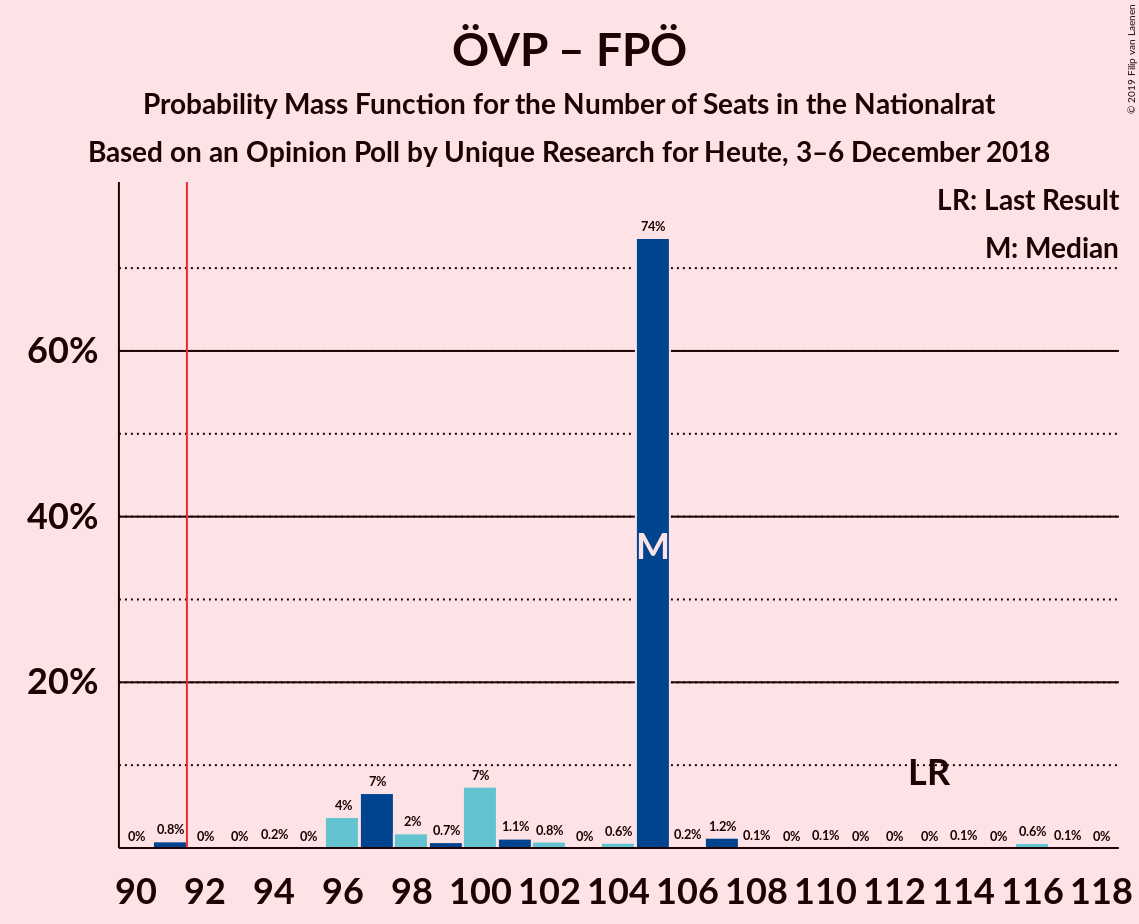 ÖVP – FPÖ
Probability Mass Function for the Number of Seats in the Nationalrat
Based on an Opinion Poll by Unique Research for Heute, 3–6 December 2018
© 2019 Filip van Laenen
LR: Last Result
M: Median
60%
40%
20%
0% 0.8% 0% 0% 0.2% 0% 4% 7% 2% 0.7% 7% 1.1% 0.8% 0% 0.6% 74% 0.2% 1.2% 0.1% 0% 0.1% 0% 0% 0% 0.1% 0% 0.6% 0.1% 0%
M
LR
90 92 94 96 98 100 102 104 106 108 110 112 114 116 118